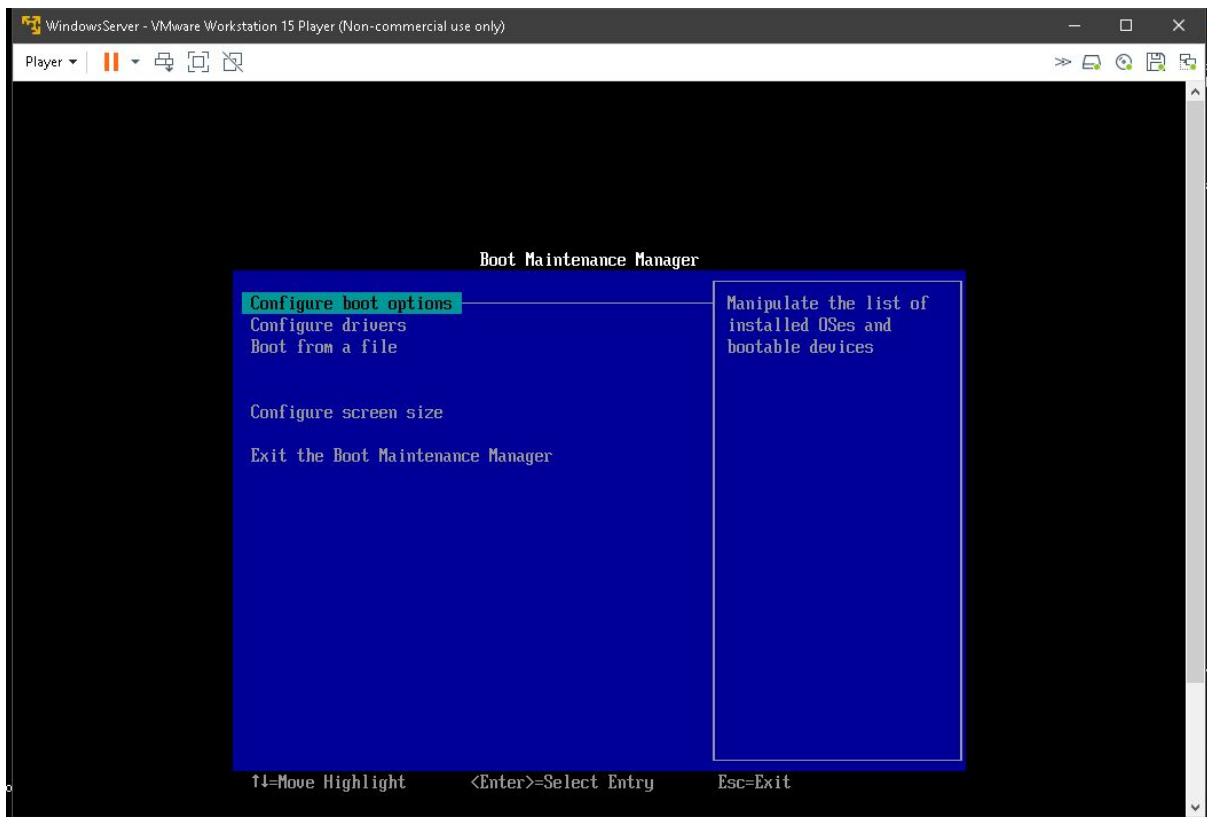 WindowsServer - VMware Workstation 15 Player (Non-commercial use only)
Player
Boot Maintenance Manager
Configure boot options
Configure drivers
Boot from a file
Configure screen size
Exit the Boot Maintenance Manager
Manipulate the list of
installed OSes and
bootable devices
↑↓=Move Highlight <Enter>=Select Entry Esc=Exit